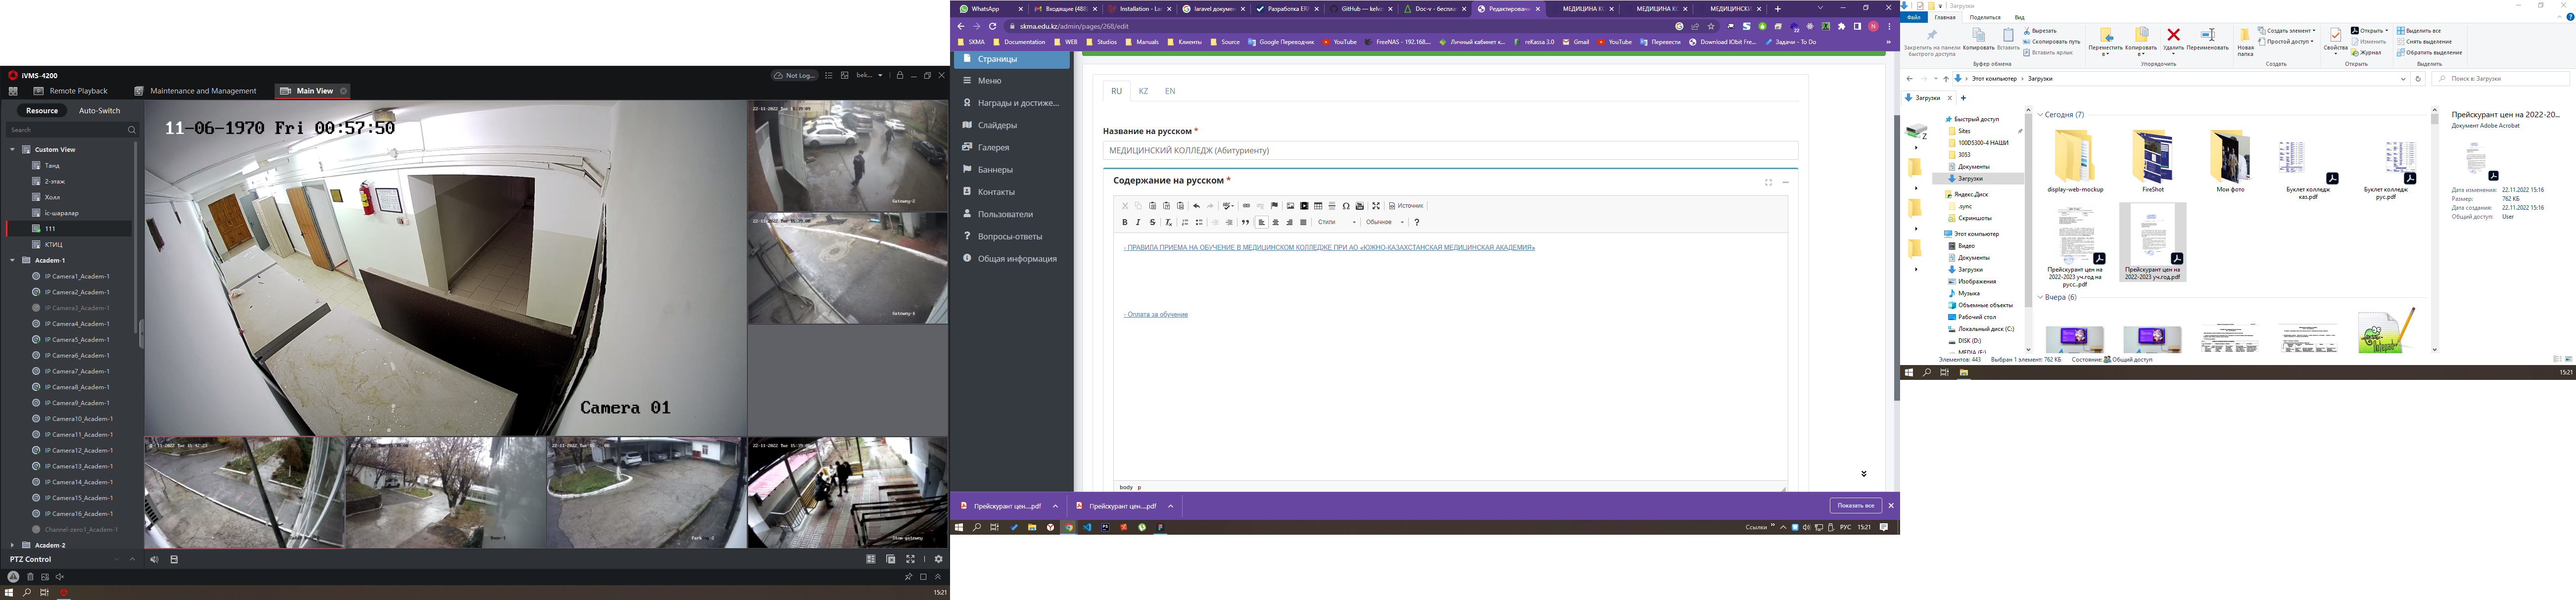 iVMS-4200
Not Log...
bek...
Remote Playback
Maintenance and Management
Main View
Resource
Auto-Switch
Search
Custom View
Танд
2-этаж
Холл
іс-шаралар
111
КТИЦ
Academ-1
IP Camera1_Academ-1
IP Camera2_Academ-1
IP Camera3_Academ-1
IP Camera4_Academ-1
IP Camera5_Academ-1
IP Camera6_Academ-1
IP Camera7_Academ-1
IP Camera8_Academ-1
IP Camera9_Academ-1
IP Camera10_Academ-1
IP Camera11_Academ-1
IP Camera12_Academ-1
IP Camera13_Academ-1
IP Camera14_Academ-1
IP Camera15_Academ-1
IP Camera16_Academ-1
Channel-zero1_Academ-1
Academ-2
PTZ Control
11-06-1970 Fri 00:57:50
Camera 01
Gateway-2
15:21
WhatsApp
Входящие (488)
Installation - La
laravel докумен
Разработка ERP
GitHub — kelvo
Doc-v - бесплат
Редактировани
МЕДИЦИНА КО
МЕДИЦИНА КО
МЕДИЦИНСКИ
skma.edu.kz/admin/pages/268/edit
SKMA
Documentation
WEB
Studios
Manuals
Клиенты
Source
Google Переводчик
YouTube
FreeNAS - 192.168....
Личный кабинет к...
reKassa 3.0
Gmail
YouTube
Перевести
Download IObit Fre...
Задачи - To Do
Страницы
Меню
Награды и достиже...
Слайдеры
Галерея
Баннеры
Контакты
Пользователи
Вопросы-ответы
Общая информация
RU
KZ
EN
Название на русском *
МЕДИЦИНСКИЙ КОЛЛЕДЖ (Абитуриенту)
Содержание на русском *
Источник
Стили
Обычное
- ПРАВИЛА ПРИЕМА НА ОБУЧЕНИЕ В МЕДИЦИНСКОМ КОЛЛЕДЖЕ ПРИ АО «ЮЖНО-КАЗАХСТАНСКАЯ МЕДИЦИНСКАЯ АКАДЕМИЯ»
- Оплата за обучение
body p
Прейскурант цен....pdf
Прейскурант цен....pdf
Показать все
Ссылки
РУС
15:21
Загрузки
Файл
Главная
Поделиться
Вид
Закрепить на панели быстрого доступа
Копировать
Вставить
Вырезать
Скопировать путь
Вставить ярлык
Буфер обмена
Переместить в
Копировать в
Удалить
Переименовать
Упорядочить
Новая папка
Создать элемент
Простой доступ
Создать
Свойства
Открыть
Изменить
Журнал
Открыть
Выделить все
Снять выделение
Обратить выделение
Выделить
Этот компьютер
Загрузки
Поиск в: Загрузки
Загрузки
Z
Быстрый доступ
Sites
100D5300-4 НАШИ
3053
Документы
Загрузки
Яндекс.Диск
.sync
Скриншоты
Этот компьютер
Видео
Документы
Загрузки
Изображения
Музыка
Объемные объекты
Рабочий стол
Локальный диск (C:)
DISK (D:)
MEDIA (F:)
Сегодня (7)
display-web-mockup
FireShot
Мои фото
Буклет колледж каз.pdf
Буклет колледж рус.pdf
Прейскурант цен на 2022-2023 уч.год на русс..pdf
Прейскурант цен на 2022-2023 уч.год.pdf
Вчера (6)
Прейскурант цен на 2022-20...
Документ Adobe Acrobat
Дата изменения: 22.11.2022 15:16
Размер: 762 КБ
Дата создания: 22.11.2022 15:16
Общий доступ: User
Элементов: 443
Выбран 1 элемент: 762 КБ
Состояние: Общий доступ
15:21